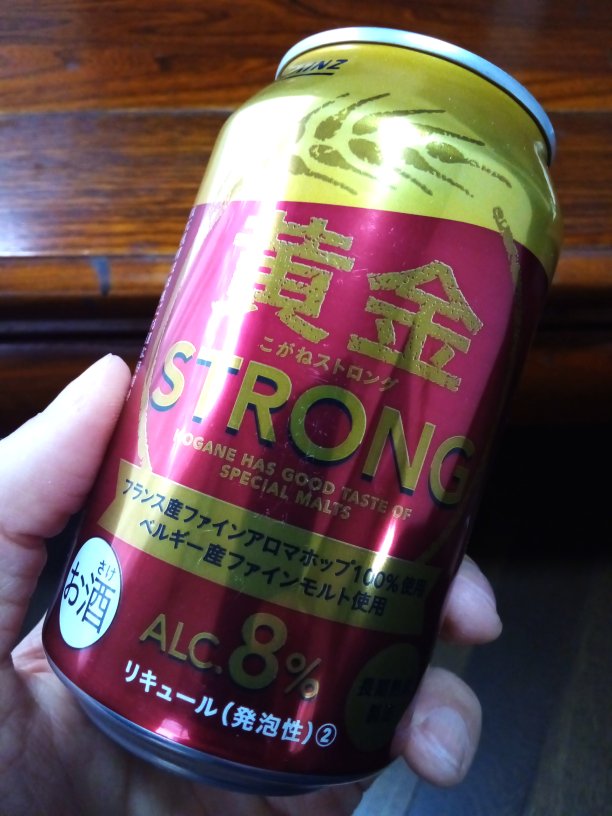 黄金
こがねストロング
STRONG
KOGANE HAS GOOD TASTE OF
SPECIAL MALTS
フランス産ファインアロマホップ100%使用
ベルギー産ファインモルト使用
さけ
お酒
ALC.8%
リキュール(発泡性)②